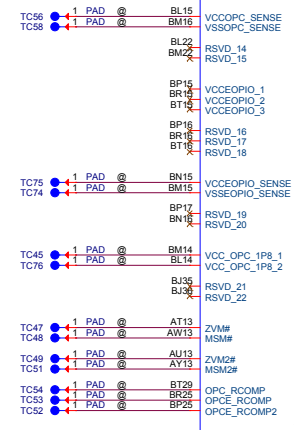 TC56 1 PAD @ BL15 VCCOPC_SENSE
TC58 1 PAD @ BM16 VSSOPC_SENSE
BL22 RSVD_14
BM22 RSVD_15
BP15 VCCEOPIO_1
BR15 VCCEOPIO_2
BT15 VCCEOPIO_3
BP16 RSVD_16
BR16 RSVD_17
BT16 RSVD_18
TC75 1 PAD @ BN15 VCCEOPIO_SENSE
TC74 1 PAD @ BM15 VSSEOPIO_SENSE
BP17 RSVD_19
BN16 RSVD_20
TC45 1 PAD @ BM14 VCC_OPC_1P8_1
TC76 1 PAD @ BL14 VCC_OPC_1P8_2
BJ35 RSVD_21
BJ36 RSVD_22
TC47 1 PAD @ AT13 ZVM#
TC48 1 PAD @ AW13 MSM#
TC49 1 PAD @ AU13 ZVM2#
TC51 1 PAD @ AY13 MSM2#
TC54 1 PAD @ BT29 OPC_RCOMP
TC53 1 PAD @ BR25 OPCE_RCOMP
TC52 1 PAD @ BP25 OPCE_RCOMP2